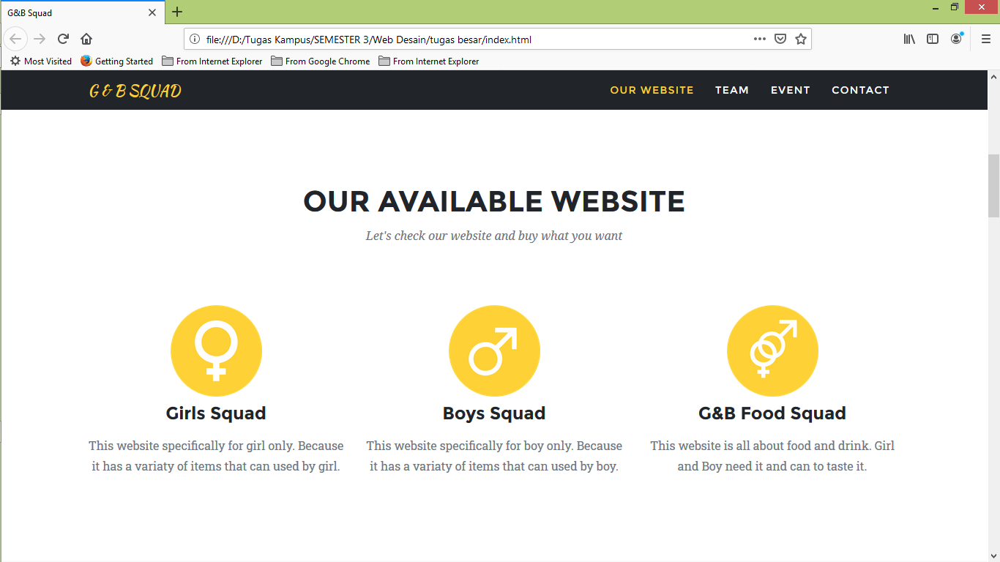 G&B Squad
file:///D:/Tugas Kampus/SEMESTER 3/Web Desain/tugas besar/index.html
Most Visited Getting Started From Internet Explorer From Google Chrome From Internet Explorer
G & B SQUAD OUR WEBSITE TEAM EVENT CONTACT
OUR AVAILABLE WEBSITE
Let's check our website and buy what you want
Girls Squad
This website specifically for girl only. Because
it has a variaty of items that can used by girl.
Boys Squad
This website specifically for boy only. Because
it has a variaty of items that can used by boy.
G&B Food Squad
This website is all about food and drink. Girl
and Boy need it and can to taste it.